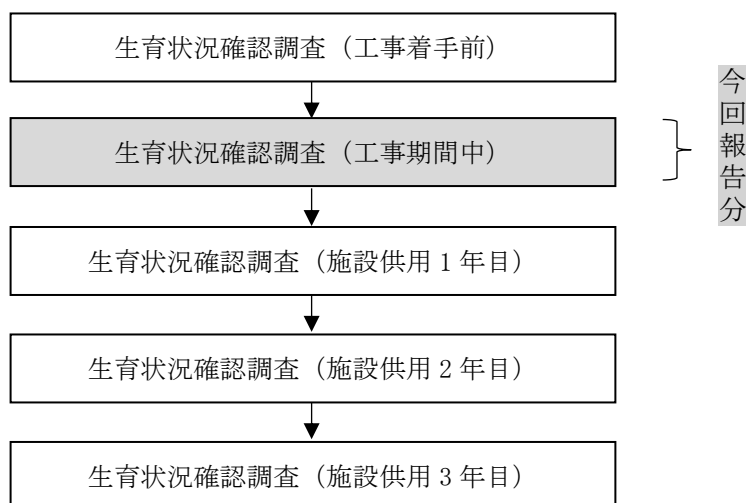 生育状況確認調査（工事着手前）
生育状況確認調査（工事期間中）
今回報告分
生育状況確認調査（施設供用 1 年目）
生育状況確認調査（施設供用 2 年目）
生育状況確認調査（施設供用 3 年目）